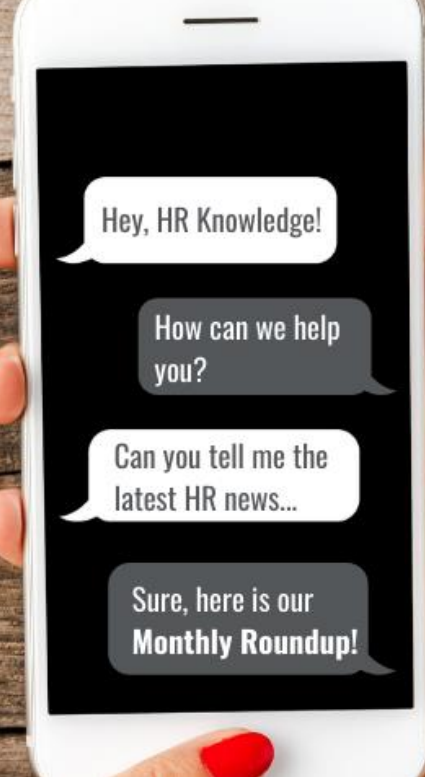 Hey, HR Knowledge!
How can we help
you?
Can you tell me the
latest HR news...
Sure, here is our
Monthly Roundup!